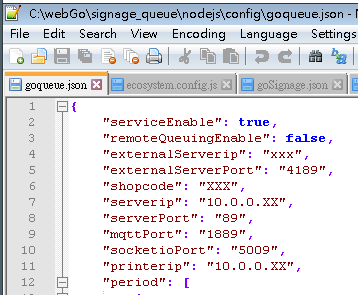 C:\webGo\signage_queue\nodejs\config\goqueue.json -
File Edit Search View Encoding Language Settings
goqueue.json ecosystem.config.js goSignage.json
1 {
2 "serviceEnable": true,
3 "remoteQueuingEnable": false,
4 "externalServerip": "xxx",
5 "externalServerPort": "4189",
6 "shopcode": "XXX",
7 "serverip": "10.0.0.XX",
8 "serverPort": "89",
9 "mqttPort": "1889",
10 "socketioPort": "5009",
11 "printerip": "10.0.0.XX",
12 "period": [